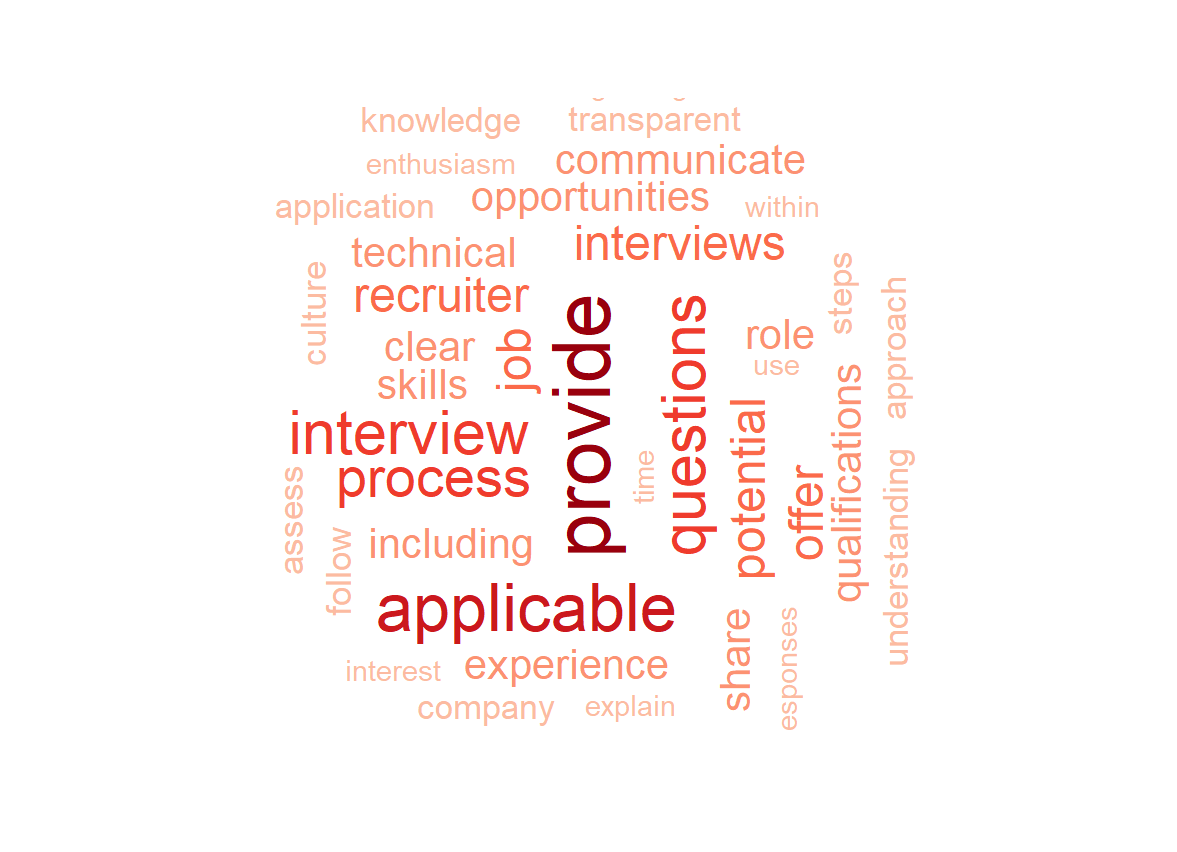 knowledge
transparent
enthusiasm
communicate
application
opportunities
within
technical
interviews
culture
recruiter
steps
approach
clear
job
provide
questions
role
skills
use
interview
process
time
potential
offer
qualifications
understanding
assess
follow
including
applicable
interest
experience
share
esponses
company
explain